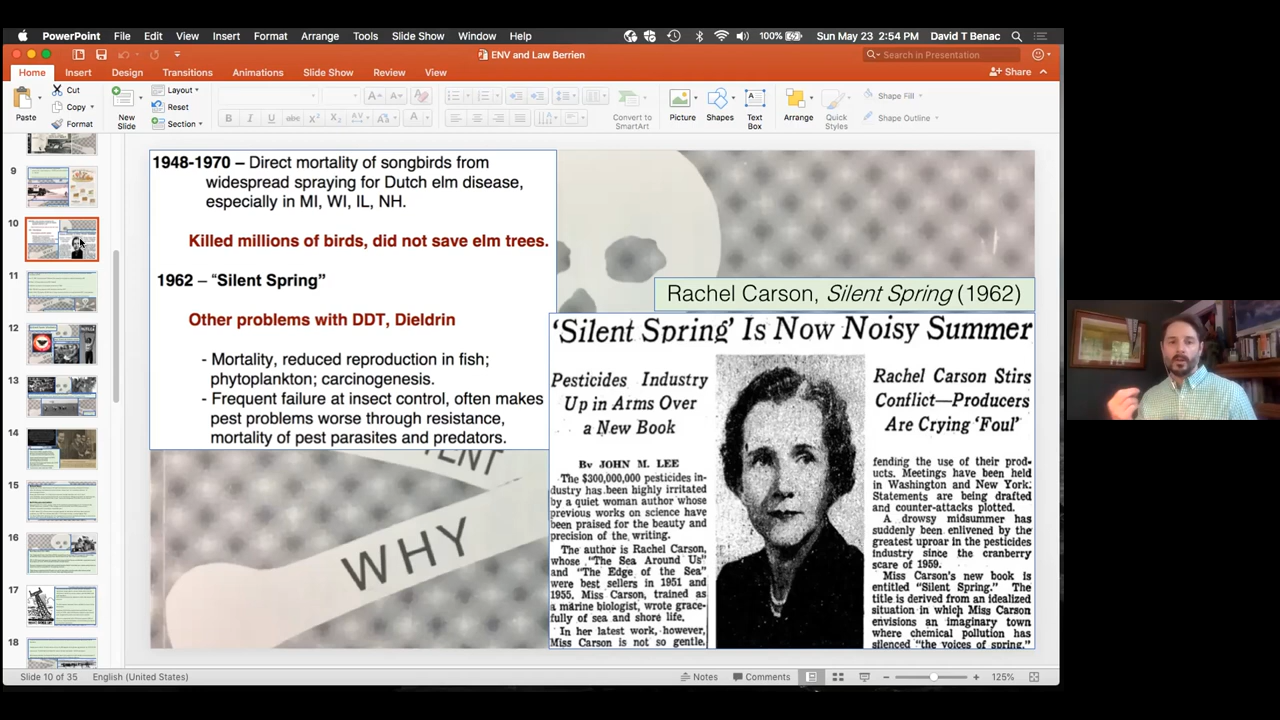 PowerPoint File Edit View Insert Format Arrange Tools Slide Show Window Help 100% Sun May 23 2:54 PM David T Benac
ENV and Law Berrien
Search in Presentation
Home Insert Design Transitions Animations Slide Show Review View
Share
Paste
Cut
Copy
Format
New Slide
Layout
Reset
Section
B I U abc X² X₂ AV Aa A
Convert to SmartArt
Picture
Shapes
Text Box
Arrange
Quick Styles
Shape Fill
Shape Outline
9
10
11
12
13
14
15
16
17
18
1948-1970 – Direct mortality of songbirds from
widespread spraying for Dutch elm disease,
especially in MI, WI, IL, NH.
Killed millions of birds, did not save elm trees.
1962 – “Silent Spring”
Other problems with DDT, Dieldrin
- Mortality, reduced reproduction in fish;
phytoplankton; carcinogenesis.
- Frequent failure at insect control, often makes
pest problems worse through resistance,
mortality of pest parasites and predators.
WHY
Rachel Carson, Silent Spring (1962)
‘Silent Spring’ Is Now Noisy Summer
Pesticides Industry
Up in Arms Over
a New Book
By JOHN M. LEE
The $300,000,000 pesticides in-
dustry has been highly irritated
by a quiet woman author whose
previous works on science have
been praised for the beauty and
precision of the writing.
The author is Rachel Carson,
whose "The Sea Around Us"
and "The Edge of the Sea"
were best sellers in 1951 and
1955. Miss Carson, trained as
a marine biologist, wrote grace-
fully of sea and shore life.
In her latest work, however,
Miss Carson is not so gentle.
Rachel Carson Stirs
Conflict—Producers
Are Crying ‘Foul’
fending the use of their prod-
ucts. Meetings have been held
in Washington and New York.
Statements are being drafted
and counter-attacks plotted.
A drowsy midsummer has
suddenly been enlivened by the
greatest uproar in the pesticides
industry since the cranberry
scare of 1959.
Miss Carson's new book is
entitled "Silent Spring." The
title is derived from an idealized
situation in which Miss Carson
envisions an imaginary town
where chemical pollution has
silenced "the voices of spring."
Slide 10 of 35 English (United States) Notes Comments 125%